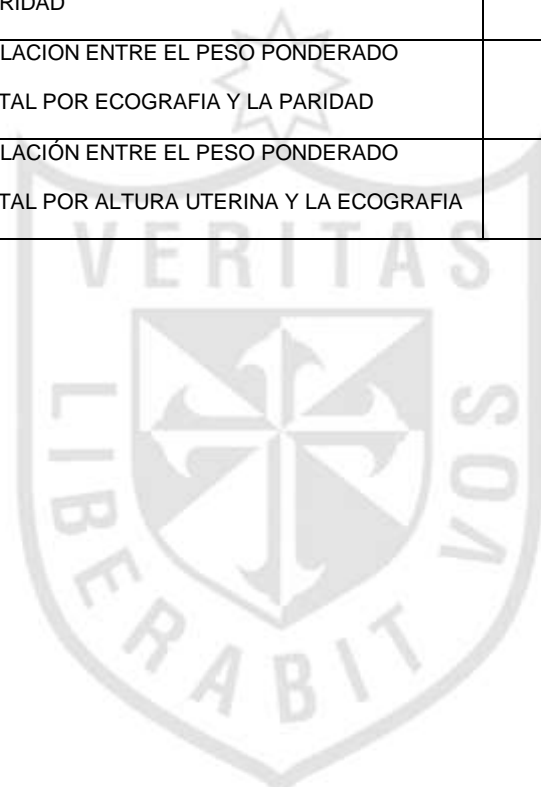 RIDAD
LACION ENTRE EL PESO PONDERADO
TAL POR ECOGRAFIA Y LA PARIDAD
LACIÓN ENTRE EL PESO PONDERADO
TAL POR ALTURA UTERINA Y LA ECOGRAFIA
VERITAS
LIBERABIT
VOS